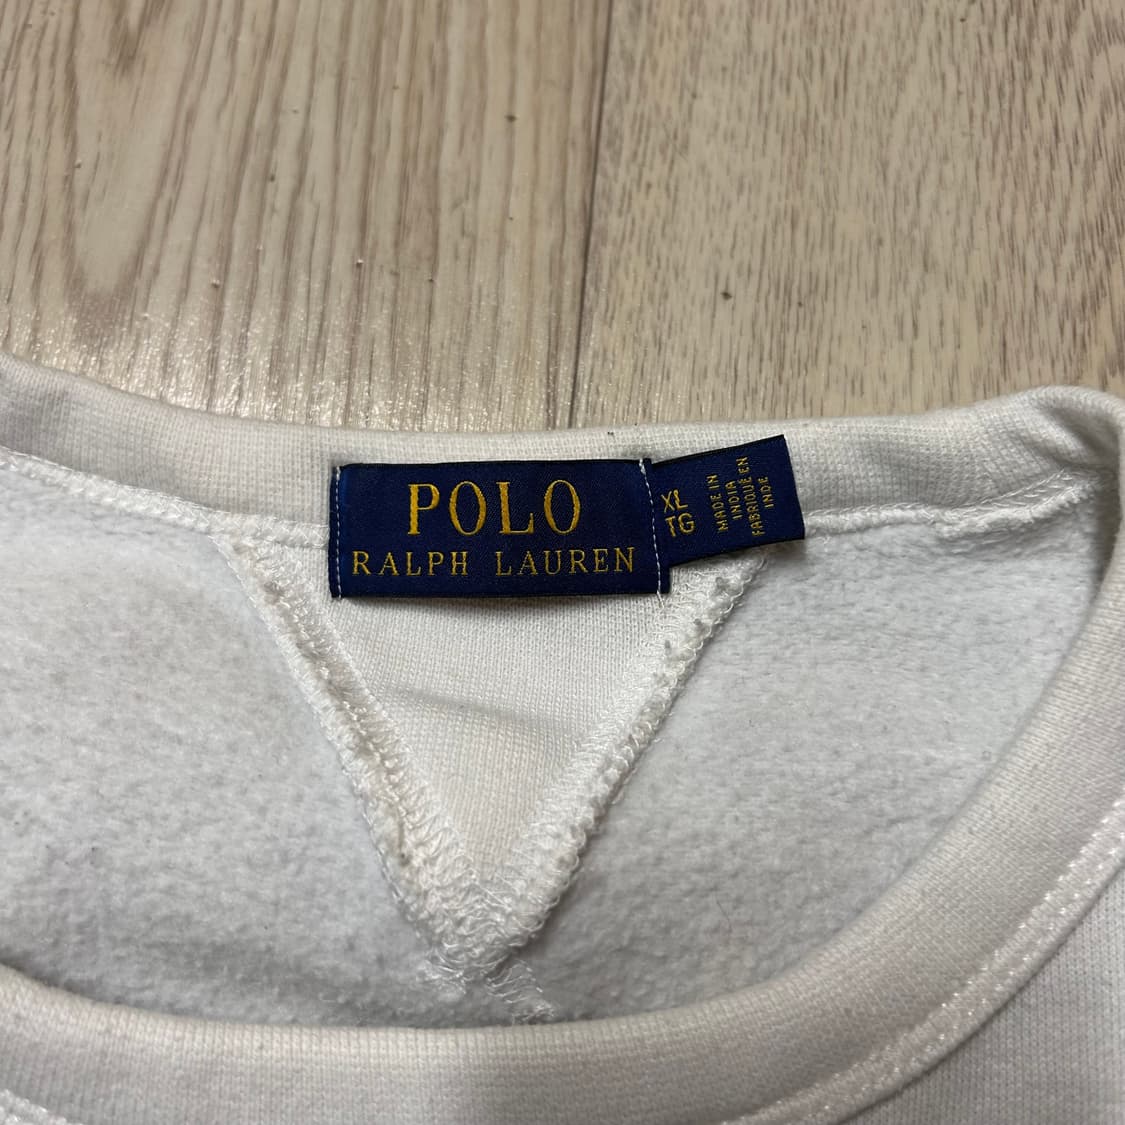 POLO
RALPH LAUREN
XL
TG
MADE IN
INDIA
FABRIQUÉ EN
INDE